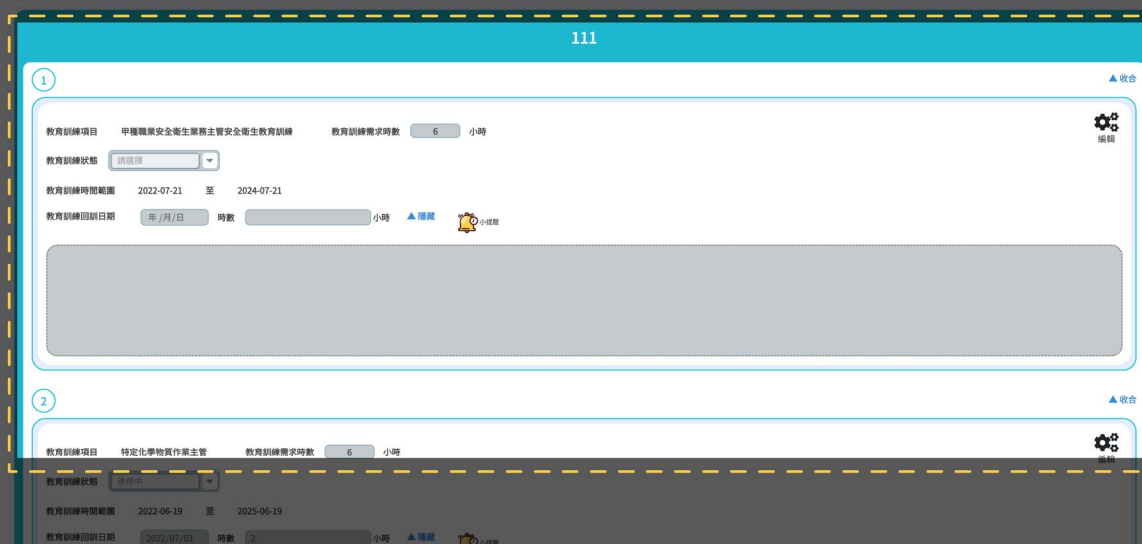 111
1
▲收合
教育訓練項目 甲種職業安全衛生業務主管安全衛生教育訓練 教育訓練需求時數 6 小時
編輯
教育訓練狀態 請選擇
教育訓練時間範圍 2022-07-21 至 2024-07-21
教育訓練回訓日期 年 /月/日 時數 小時 ▲隱藏 小提醒
2
▲收合
教育訓練項目 特定化學物質作業主管 教育訓練需求時數 6 小時
編輯
教育訓練狀態 進修中
教育訓練時間範圍 2022-06-19 至 2025-06-19
教育訓練回訓日期 2022/07/03 時數 2 小時 ▲隱藏 小提醒